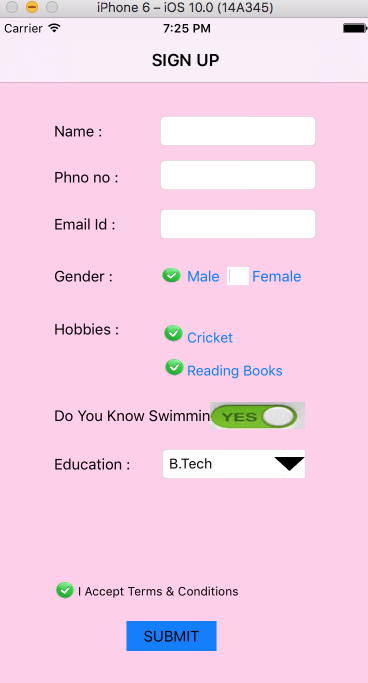 iPhone 6 – iOS 10.0 (14A345)
Carrier 7:25 PM
SIGN UP
Name :
Phno no :
Email Id :
Gender : Male Female
Hobbies : Cricket
Reading Books
Do You Know Swimmin YES
Education : B.Tech
I Accept Terms & Conditions
SUBMIT